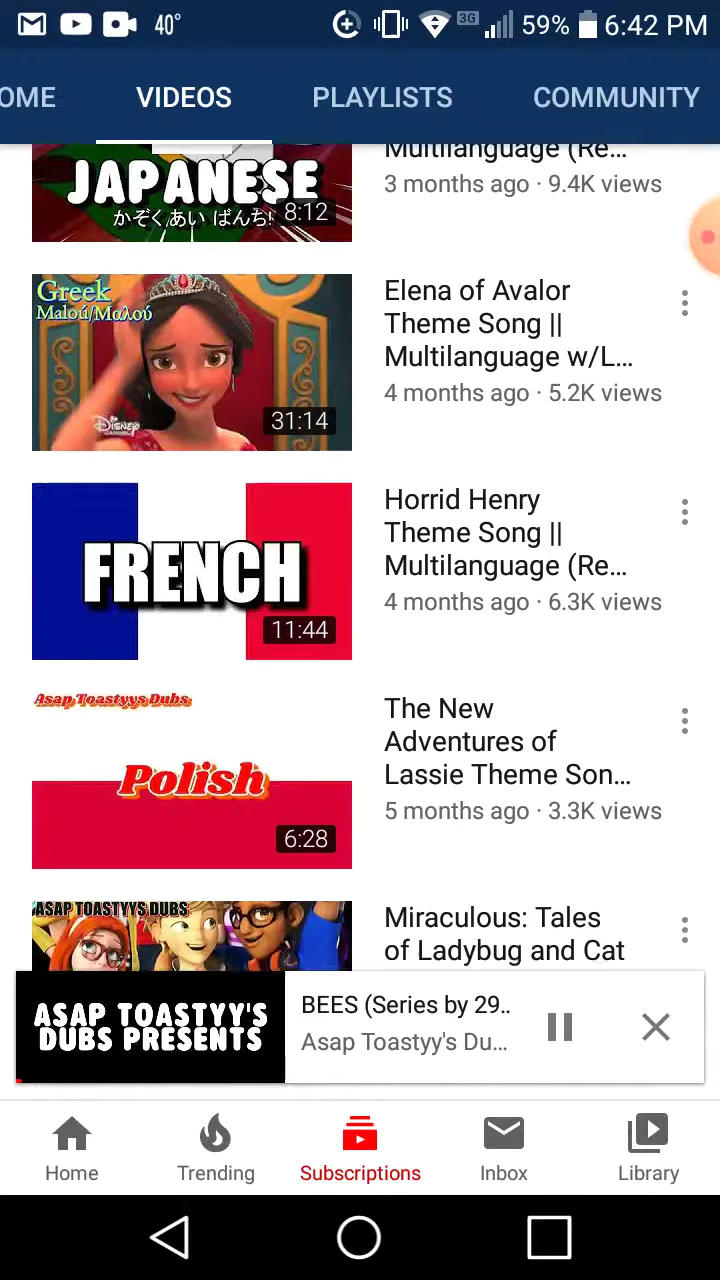 40°
3G
59%
6:42 PM
OME
VIDEOS
PLAYLISTS
COMMUNITY
JAPANESE
かぞく あい ばんち!
8:12
Multilanguage (Re...
3 months ago · 9.4K views
Greek
Maloú/Μαλού
Disney
CHANNEL
31:14
Elena of Avalor
Theme Song ||
Multilanguage w/L...
4 months ago · 5.2K views
FRENCH
11:44
Horrid Henry
Theme Song ||
Multilanguage (Re...
4 months ago · 6.3K views
Asap Toastyys Dubs
Polish
6:28
The New
Adventures of
Lassie Theme Son...
5 months ago · 3.3K views
ASAP TOASTYYS DUBS
Miraculous: Tales
of Ladybug and Cat
ASAP TOASTYY'S
DUBS PRESENTS
BEES (Series by 29..
Asap Toastyy's Du...
Home
Trending
Subscriptions
Inbox
Library